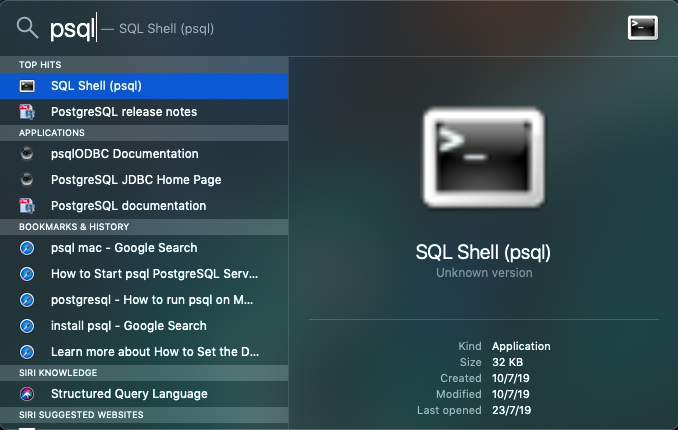 psql — SQL Shell (psql)
TOP HITS
SQL Shell (psql)
PostgreSQL release notes
APPLICATIONS
psqlODBC Documentation
PostgreSQL JDBC Home Page
PostgreSQL documentation
BOOKMARKS & HISTORY
psql mac - Google Search
How to Start psql PostgreSQL Serv...
postgresql - How to run psql on M...
install psql - Google Search
Learn more about How to Set the D...
SIRI KNOWLEDGE
Structured Query Language
SIRI SUGGESTED WEBSITES
>_
SQL Shell (psql)
Unknown version
Kind Application
Size 32 KB
Created 10/7/19
Modified 10/7/19
Last opened 23/7/19